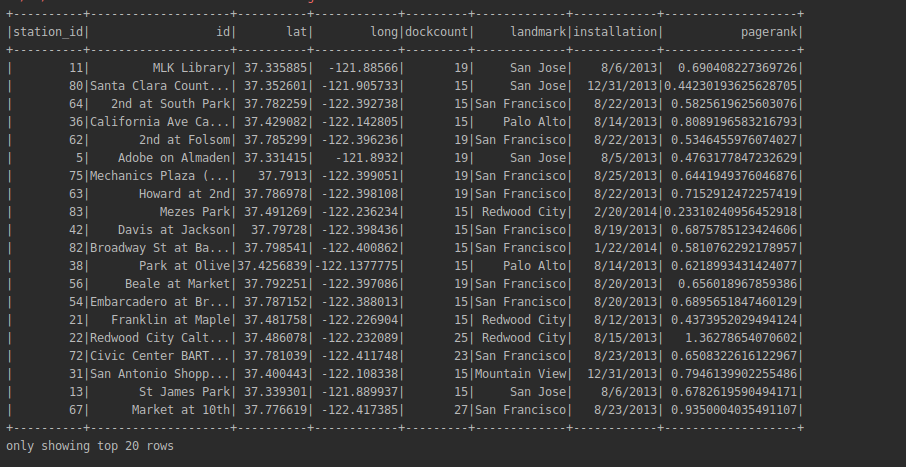 +----------+--------------------+----------+------------+---------+-------------+------------+-------------------+
|station_id|                  id|       lat|        long|dockcount|     landmark|installation|           pagerank|
+----------+--------------------+----------+------------+---------+-------------+------------+-------------------+
|        11|         MLK Library| 37.335885|  -121.88566|       19|     San Jose|    8/6/2013|  0.690408227369726|
|        80|Santa Clara Count...| 37.352601| -121.905733|       15|     San Jose|  12/31/2013|0.44230193625628705|
|        64|   2nd at South Park| 37.782259| -122.392738|       15|San Francisco|   8/22/2013| 0.5825619625603076|
|        36|California Ave Ca...| 37.429082| -122.142805|       15|    Palo Alto|   8/14/2013| 0.8089196583216793|
|        62|       2nd at Folsom| 37.785299| -122.396236|       19|San Francisco|   8/22/2013| 0.5346455976074027|
|         5|    Adobe on Almaden| 37.331415|   -121.8932|       19|     San Jose|    8/5/2013| 0.4763177847232629|
|        75|Mechanics Plaza (...|   37.7913| -122.399051|       19|San Francisco|   8/25/2013| 0.6441949376046876|
|        63|       Howard at 2nd| 37.786978| -122.398108|       19|San Francisco|   8/22/2013| 0.7152912472257419|
|        83|          Mezes Park| 37.491269| -122.236234|       15| Redwood City|   2/20/2014|0.23310240956452918|
|        42|    Davis at Jackson|  37.79728| -122.398436|       15|San Francisco|   8/19/2013| 0.6875785123424606|
|        82|Broadway St at Ba...| 37.798541| -122.400862|       15|San Francisco|   1/22/2014| 0.5810762292178957|
|        38|       Park at Olive|37.4256839|-122.1377775|       15|    Palo Alto|   8/14/2013| 0.6218993431424077|
|        56|     Beale at Market| 37.792251| -122.397086|       19|San Francisco|   8/20/2013|  0.656018967859386|
|        54|Embarcadero at Br...| 37.787152| -122.388013|       15|San Francisco|   8/20/2013| 0.6895651847460129|
|        21|   Franklin at Maple| 37.481758| -122.226904|       15| Redwood City|   8/12/2013| 0.4373952029494124|
|        22|Redwood City Calt...| 37.486078| -122.232089|       25| Redwood City|   8/15/2013|   1.36278654070602|
|        72|Civic Center BART...| 37.781039| -122.411748|       23|San Francisco|   8/23/2013| 0.6508322616122967|
|        31|San Antonio Shopp...| 37.400443| -122.108338|       15|Mountain View|  12/31/2013| 0.7946139902255486|
|        13|       St James Park| 37.339301| -121.889937|       15|     San Jose|    8/6/2013| 0.6782619590494171|
|        67|      Market at 10th| 37.776619| -122.417385|       27|San Francisco|   8/23/2013| 0.9350004035491107|
+----------+--------------------+----------+------------+---------+-------------+------------+-------------------+
only showing top 20 rows